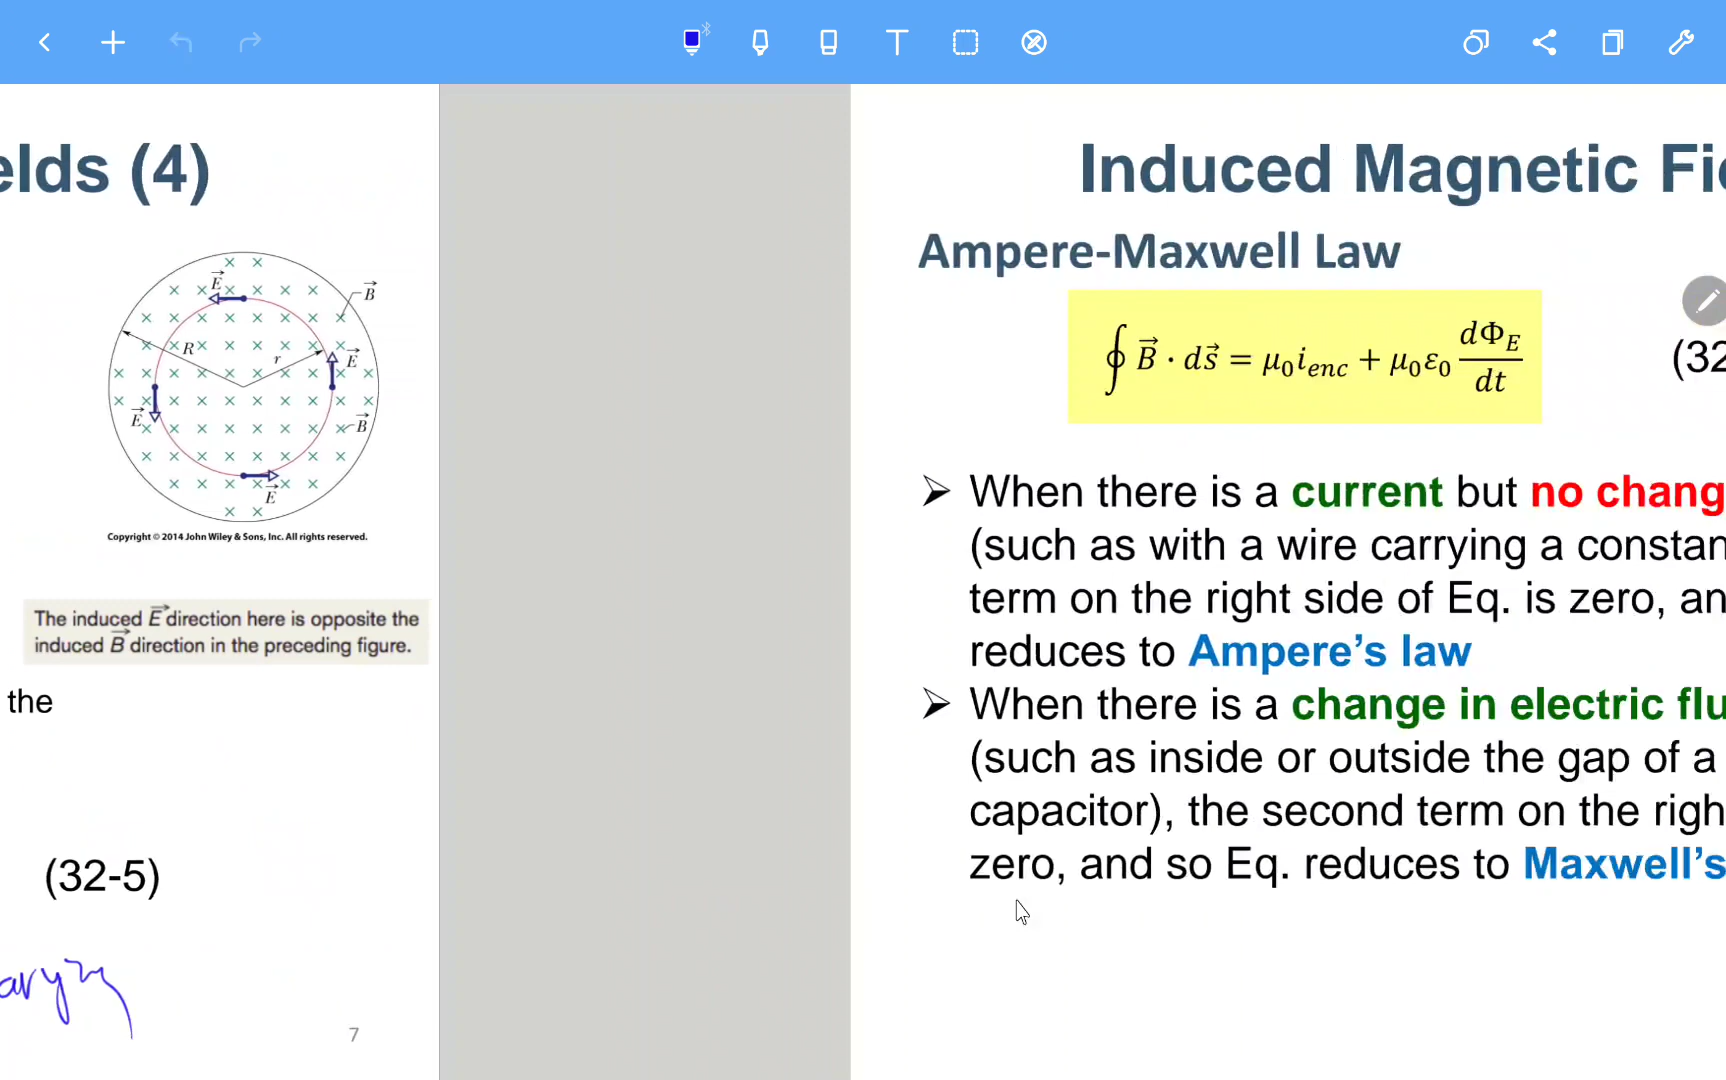 elds (4)
E
B
R
r
E
E
B
E
Copyright © 2014 John Wiley & Sons, Inc. All rights reserved.
The induced E⃗ direction here is opposite the
induced B⃗ direction in the preceding figure.
the
(32-5)
7
Induced Magnetic Fie
Ampere-Maxwell Law
∮ B⃗ · ds⃗ = μ₀i_enc + μ₀ε₀ dΦ_E/dt
(32
➢ When there is a current but no chang
(such as with a wire carrying a constan
term on the right side of Eq. is zero, an
reduces to Ampere’s law
➢ When there is a change in electric flu
(such as inside or outside the gap of a
capacitor), the second term on the righ
zero, and so Eq. reduces to Maxwell’s